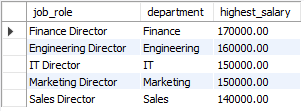 job_role department highest_salary
Finance Director Finance 170000.00
Engineering Director Engineering 160000.00
IT Director IT 150000.00
Marketing Director Marketing 150000.00
Sales Director Sales 140000.00